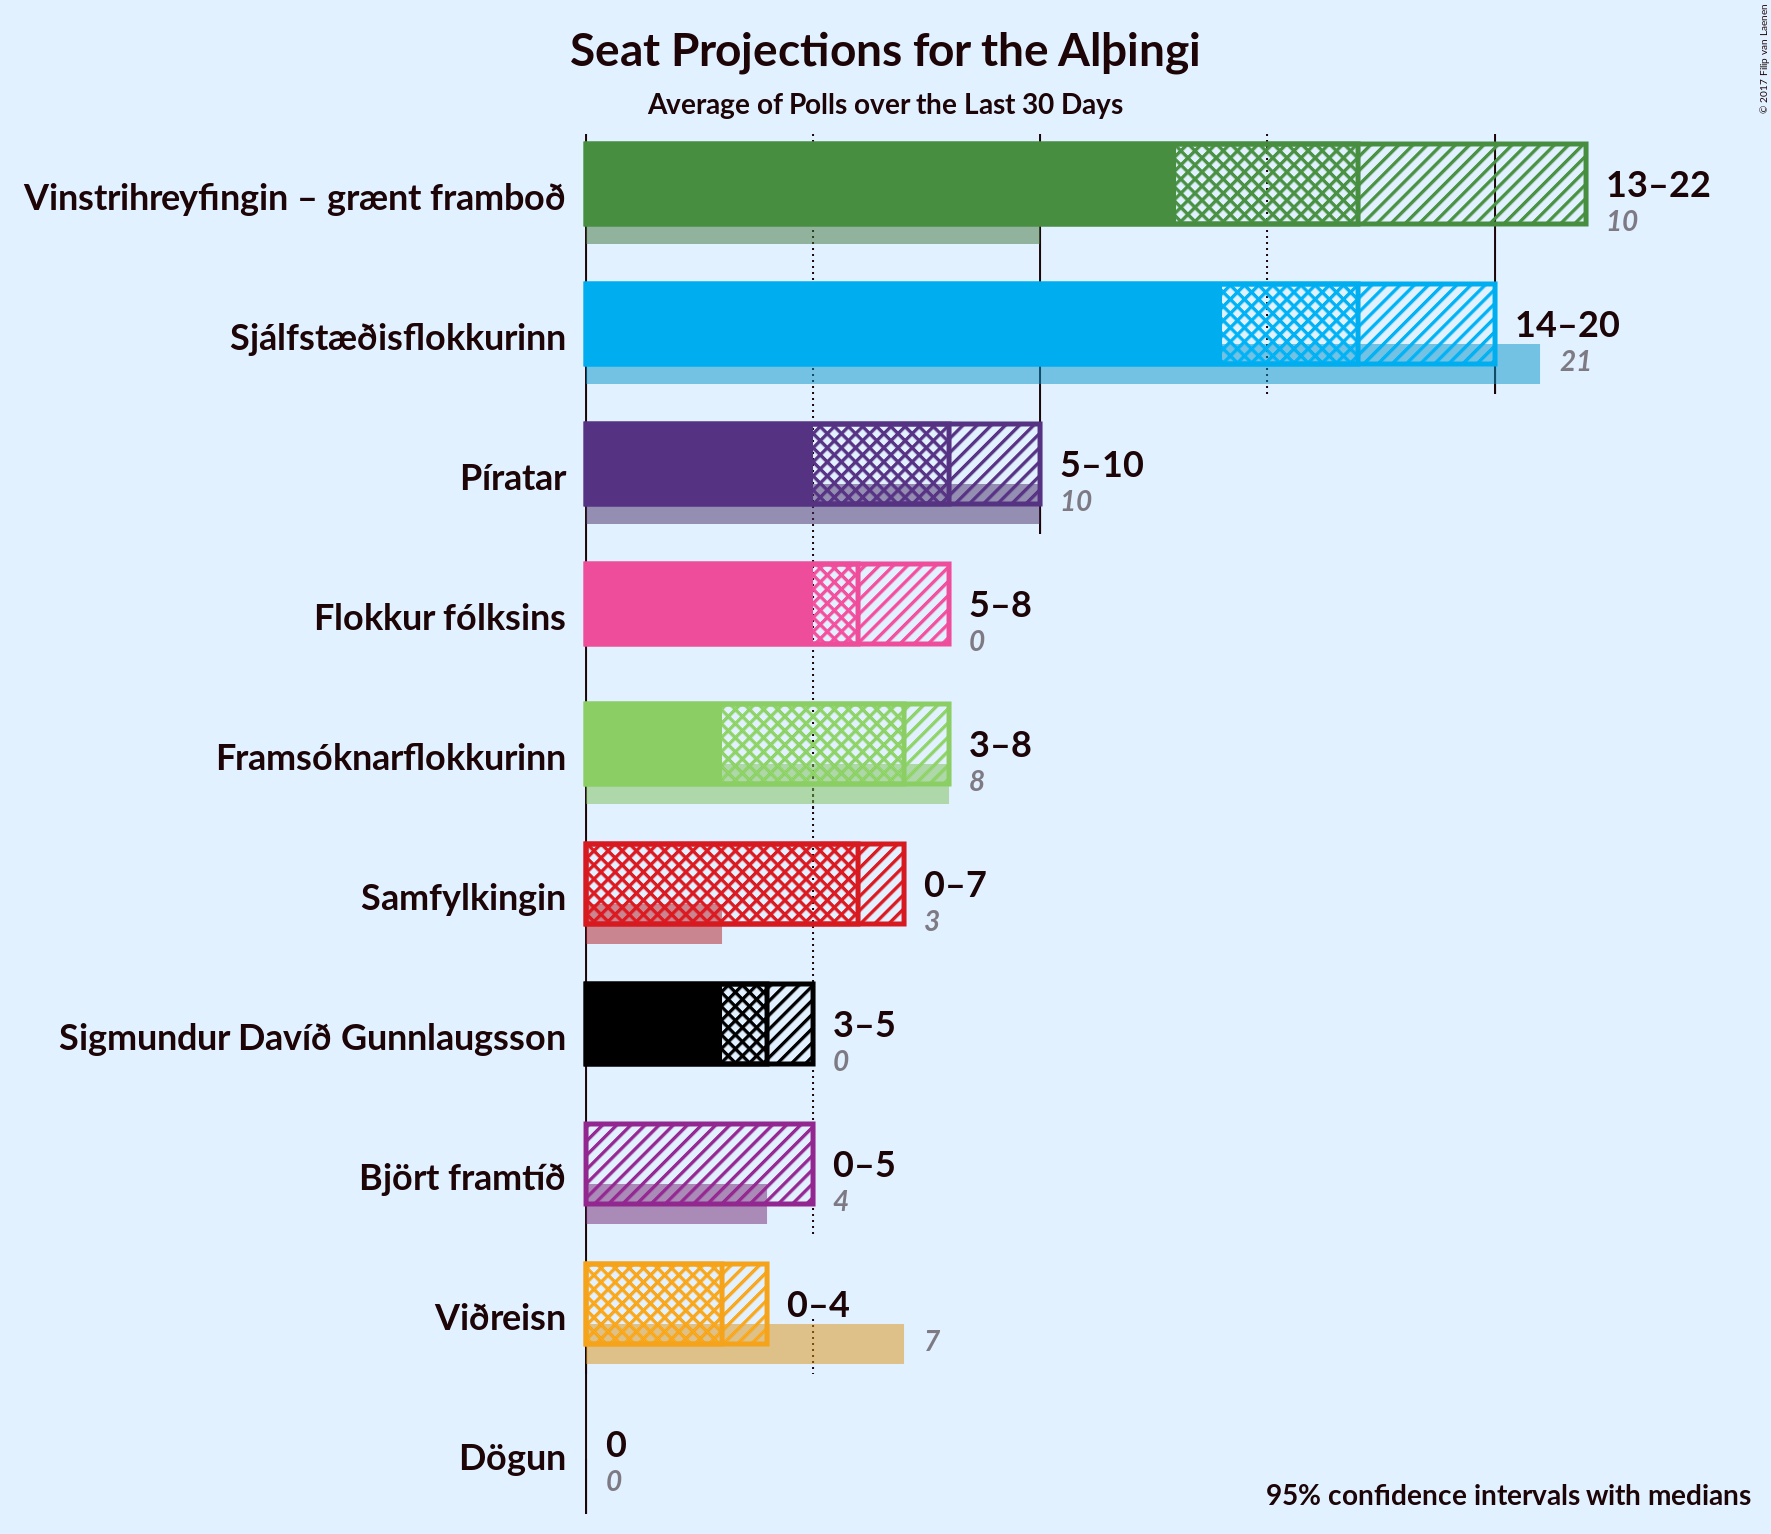 © 2017 Filip van Laenen
Seat Projections for the Alþingi
Average of Polls over the Last 30 Days
Vinstrihreyfingin – grænt framboð
13–22
10
Sjálfstæðisflokkurinn
14–20
21
Píratar
5–10
10
Flokkur fólksins
5–8
0
Framsóknarflokkurinn
3–8
8
Samfylkingin
0–7
3
Sigmundur Davíð Gunnlaugsson
3–5
0
Björt framtíð
0–5
4
Viðreisn
0–4
7
Dögun
0
0
95% confidence intervals with medians